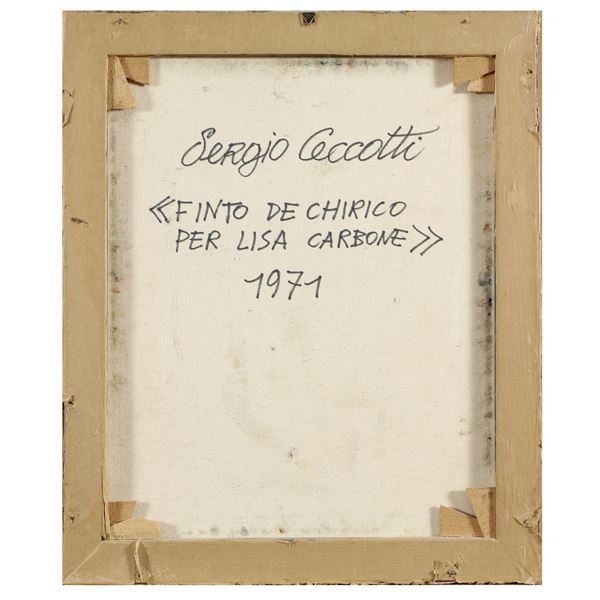 Sergio Ceccotti
«FINTO DE CHIRICO
PER LISA CARBONE»
1971